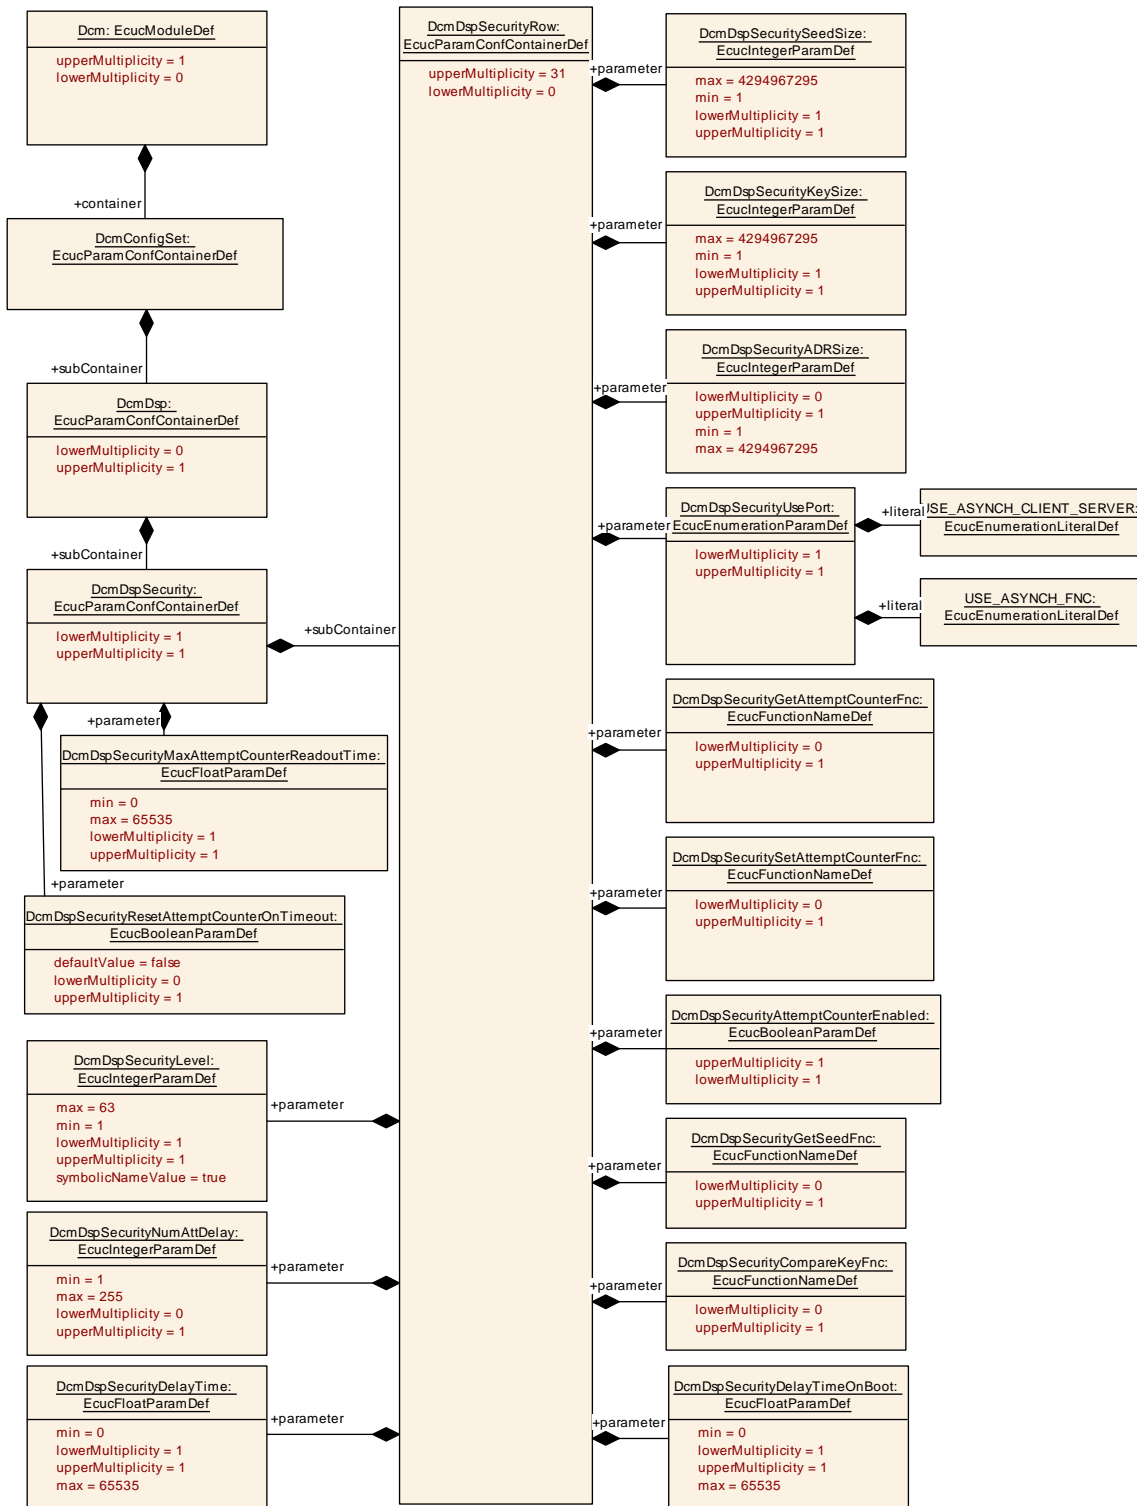 Dcm: EcucModuleDef
upperMultiplicity = 1
lowerMultiplicity = 0
+container
DcmConfigSet:
EcucParamConfContainerDef
+subContainer
DcmDsp:
EcucParamConfContainerDef
lowerMultiplicity = 0
upperMultiplicity = 1
+subContainer
DcmDspSecurity:
EcucParamConfContainerDef
lowerMultiplicity = 1
upperMultiplicity = 1
+subContainer
+parameter
DcmDspSecurityMaxAttemptCounterReadoutTime:
EcucFloatParamDef
min = 0
max = 65535
lowerMultiplicity = 1
upperMultiplicity = 1
+parameter
DcmDspSecurityResetAttemptCounterOnTimeout:
EcucBooleanParamDef
defaultValue = false
lowerMultiplicity = 0
upperMultiplicity = 1
DcmDspSecurityLevel:
EcucIntegerParamDef
max = 63
min = 1
lowerMultiplicity = 1
upperMultiplicity = 1
symbolicNameValue = true
+parameter
DcmDspSecurityNumAttDelay:
EcucIntegerParamDef
min = 1
max = 255
lowerMultiplicity = 0
upperMultiplicity = 1
+parameter
DcmDspSecurityDelayTime:
EcucFloatParamDef
min = 0
lowerMultiplicity = 1
upperMultiplicity = 1
max = 65535
+parameter
DcmDspSecurityRow:
EcucParamConfContainerDef
upperMultiplicity = 31
lowerMultiplicity = 0
+parameter
DcmDspSecuritySeedSize:
EcucIntegerParamDef
max = 4294967295
min = 1
lowerMultiplicity = 1
upperMultiplicity = 1
+parameter
DcmDspSecurityKeySize:
EcucIntegerParamDef
max = 4294967295
min = 1
lowerMultiplicity = 1
upperMultiplicity = 1
+parameter
DcmDspSecurityADRSize:
EcucIntegerParamDef
lowerMultiplicity = 0
upperMultiplicity = 1
min = 1
max = 4294967295
+parameter
DcmDspSecurityUsePort:
EcucEnumerationParamDef
lowerMultiplicity = 1
upperMultiplicity = 1
+literal
USE_ASYNCH_CLIENT_SERVER:
EcucEnumerationLiteralDef
+literal
USE_ASYNCH_FNC:
EcucEnumerationLiteralDef
+parameter
DcmDspSecurityGetAttemptCounterFnc:
EcucFunctionNameDef
lowerMultiplicity = 0
upperMultiplicity = 1
+parameter
DcmDspSecuritySetAttemptCounterFnc:
EcucFunctionNameDef
lowerMultiplicity = 0
upperMultiplicity = 1
+parameter
DcmDspSecurityAttemptCounterEnabled:
EcucBooleanParamDef
upperMultiplicity = 1
lowerMultiplicity = 1
+parameter
DcmDspSecurityGetSeedFnc:
EcucFunctionNameDef
lowerMultiplicity = 0
upperMultiplicity = 1
+parameter
DcmDspSecurityCompareKeyFnc:
EcucFunctionNameDef
lowerMultiplicity = 0
upperMultiplicity = 1
+parameter
DcmDspSecurityDelayTimeOnBoot:
EcucFloatParamDef
min = 0
lowerMultiplicity = 1
upperMultiplicity = 1
max = 65535